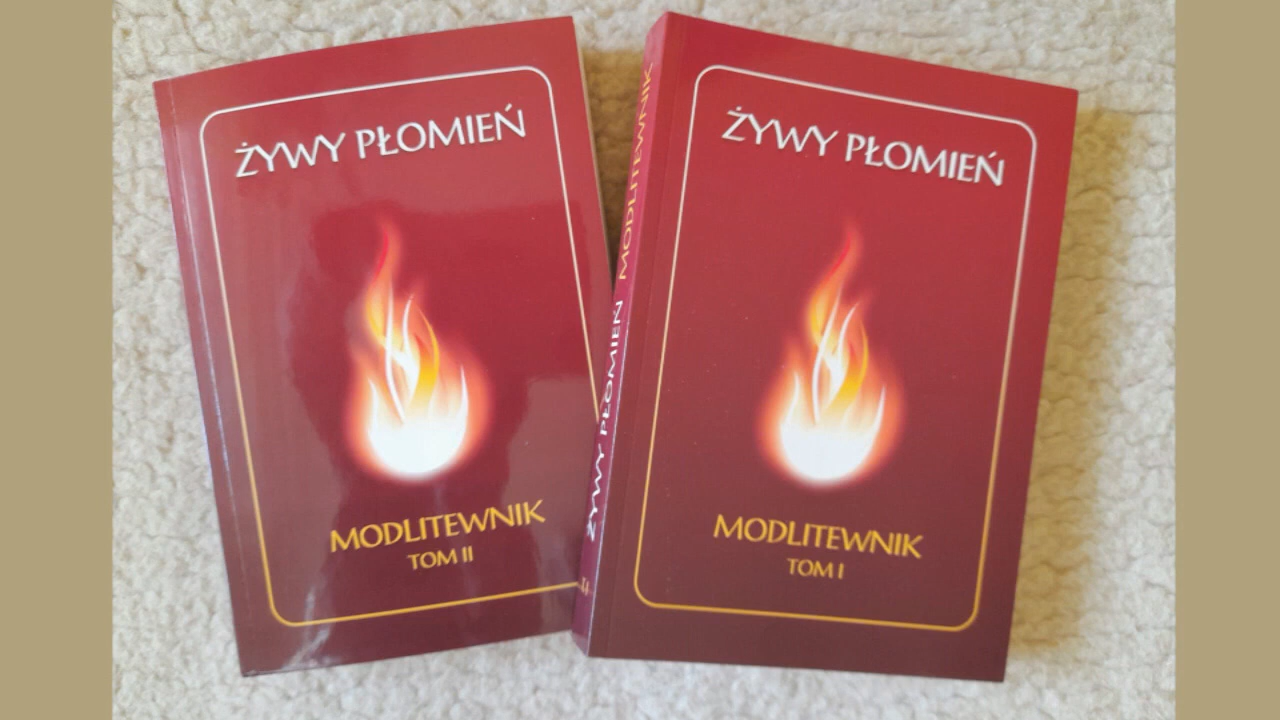 ŻYWY PŁOMIEŃ
MODLITEWNIK
TOM II
ŻYWY PŁOMIEŃ MODLITEWNIK
ŻYWY PŁOMIEŃ
MODLITEWNIK
TOM I